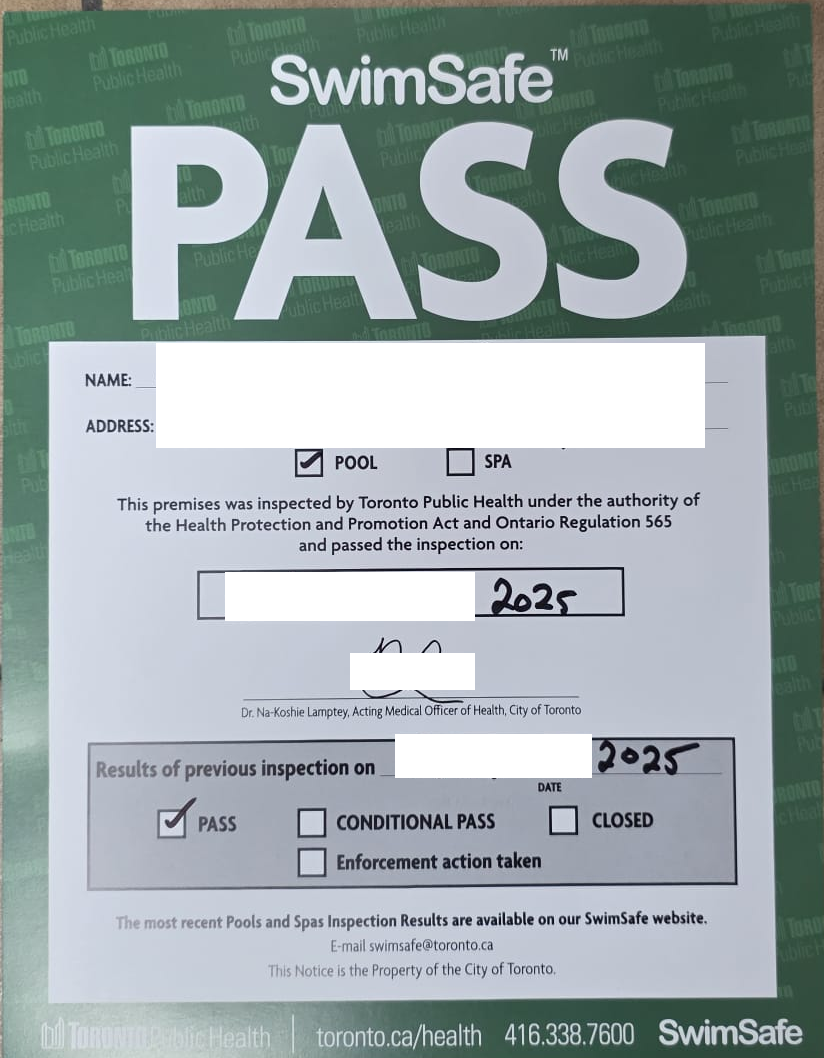 SwimSafe™
PASS
NAME:
ADDRESS:
POOL SPA
This premises was inspected by Toronto Public Health under the authority of
the Health Protection and Promotion Act and Ontario Regulation 565
and passed the inspection on:
2025
Dr. Na-Koshie Lamptey, Acting Medical Officer of Health, City of Toronto
Results of previous inspection on 2025
DATE
PASS CONDITIONAL PASS CLOSED
Enforcement action taken
The most recent Pools and Spas Inspection Results are available on our SwimSafe website.
E-mail swimsafe@toronto.ca
This Notice is the Property of the City of Toronto.
TORONTO Public Health toronto.ca/health 416.338.7600 SwimSafe